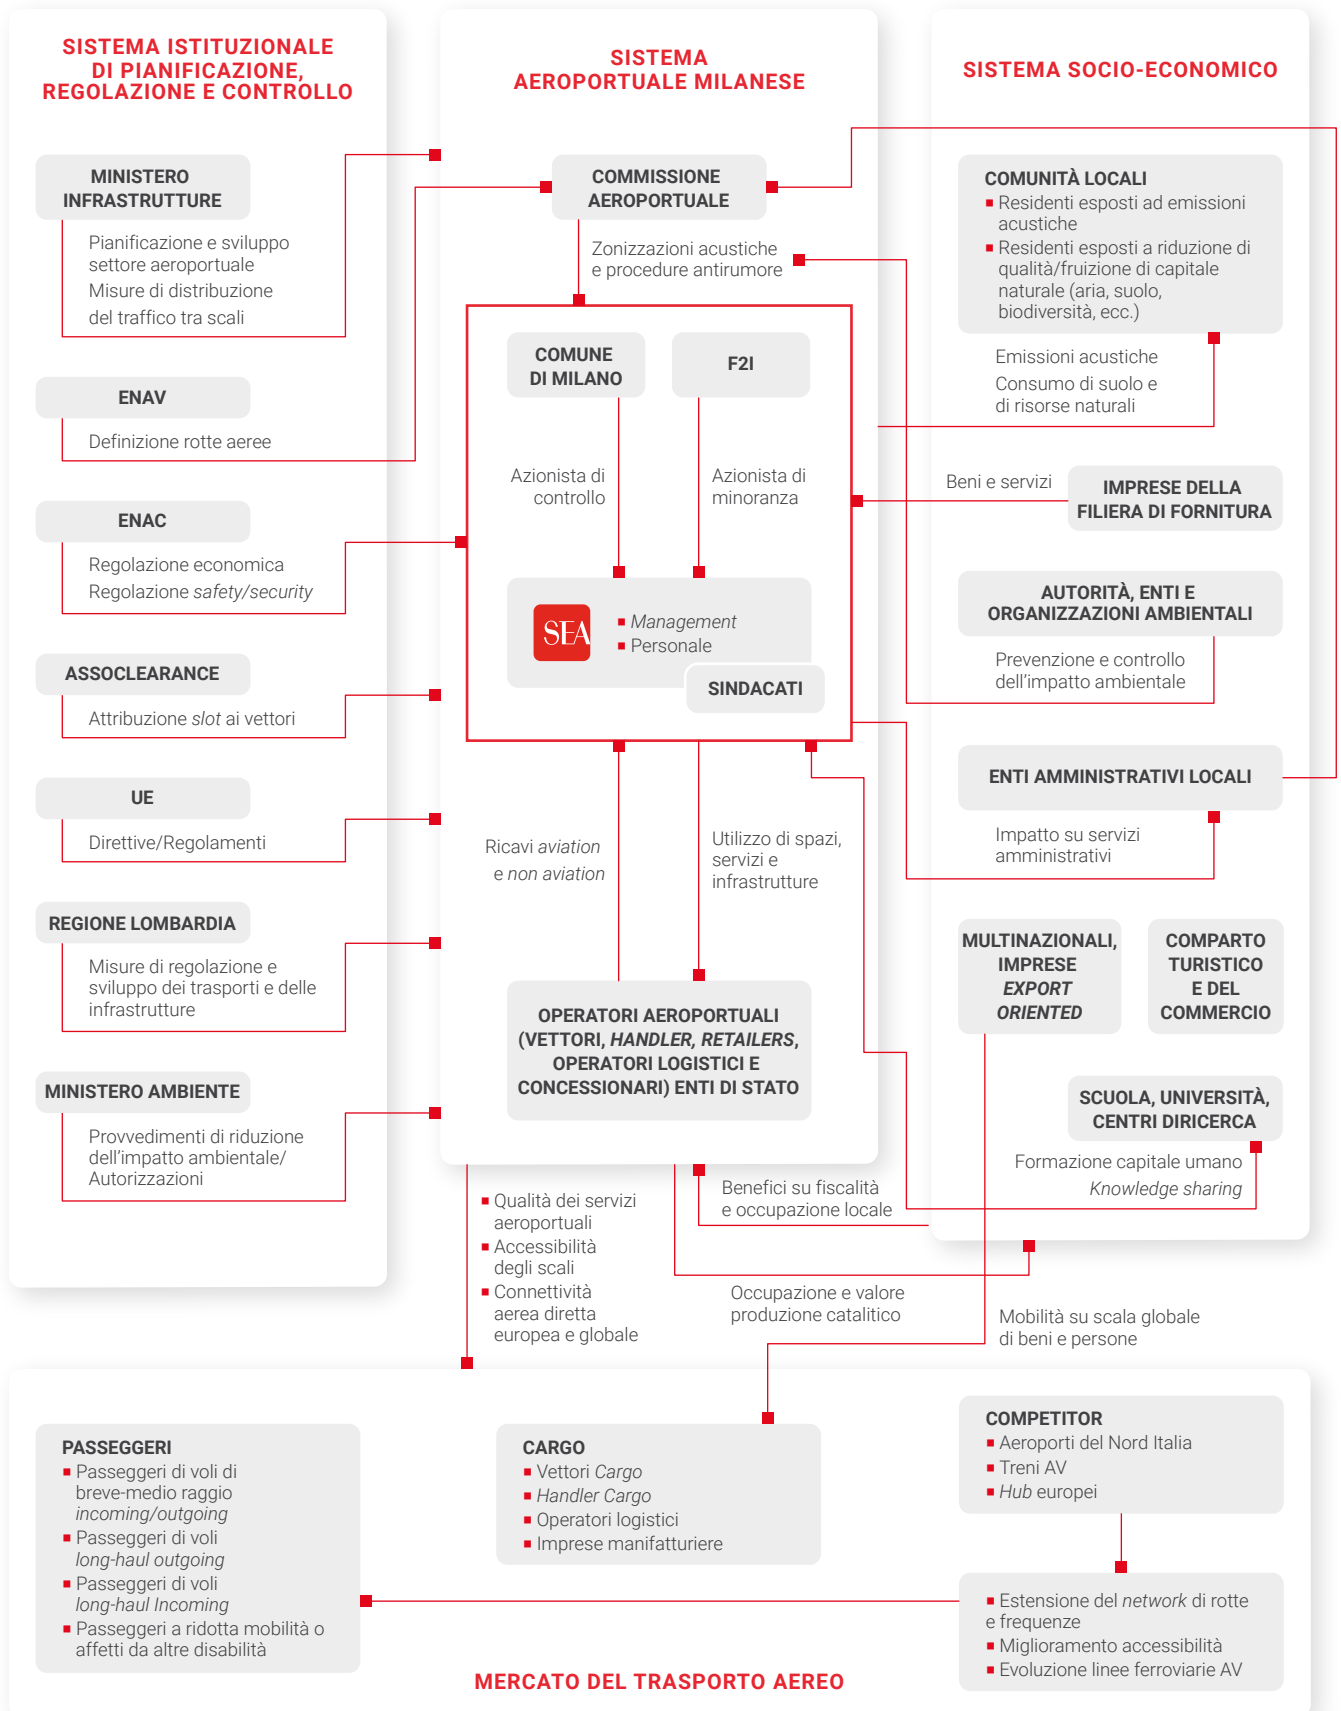 SISTEMA ISTITUZIONALE
DI PIANIFICAZIONE,
REGOLAZIONE E CONTROLLO
MINISTERO
INFRASTRUTTURE
Pianificazione e sviluppo
settore aeroportuale
Misure di distribuzione
del traffico tra scali
ENAV
Definizione rotte aeree
ENAC
Regolazione economica
Regolazione safety/security
ASSOCLEARANCE
Attribuzione slot ai vettori
UE
Direttive/Regolamenti
REGIONE LOMBARDIA
Misure di regolazione e
sviluppo dei trasporti e delle
infrastrutture
MINISTERO AMBIENTE
Provvedimenti di riduzione
dell'impatto ambientale/
Autorizzazioni
SISTEMA
AEROPORTUALE MILANESE
COMMISSIONE
AEROPORTUALE
Zonizzazioni acustiche
e procedure antirumore
COMUNE
DI MILANO
F2I
Azionista di
controllo
Azionista di
minoranza
SEA
Management
Personale
SINDACATI
Ricavi aviation
e non aviation
Utilizzo di spazi,
servizi e
infrastrutture
OPERATORI AEROPORTUALI
(VETTORI, HANDLER, RETAILERS,
OPERATORI LOGISTICI E
CONCESSIONARI) ENTI DI STATO
SISTEMA SOCIO-ECONOMICO
COMUNITÀ LOCALI
Residenti esposti ad emissioni
acustiche
Residenti esposti a riduzione di
qualità/fruizione di capitale
naturale (aria, suolo,
biodiversità, ecc.)
Emissioni acustiche
Consumo di suolo e
di risorse naturali
Beni e servizi
IMPRESE DELLA
FILIERA DI FORNITURA
AUTORITÀ, ENTI E
ORGANIZZAZIONI AMBIENTALI
Prevenzione e controllo
dell'impatto ambientale
ENTI AMMINISTRATIVI LOCALI
Impatto su servizi
amministrativi
MULTINAZIONALI,
IMPRESE
EXPORT
ORIENTED
COMPARTO
TURISTICO
E DEL
COMMERCIO
SCUOLA, UNIVERSITÀ,
CENTRI DIRICERCA
Formazione capitale umano
Knowledge sharing
Qualità dei servizi
aeroportuali
Accessibilità
degli scali
Connettività
aerea diretta
europea e globale
Benefici su fiscalità
e occupazione locale
Occupazione e valore
produzione catalitico
Mobilità su scala globale
di beni e persone
PASSEGGERI
Passeggeri di voli di
breve-medio raggio
incoming/outgoing
Passeggeri di voli
long-haul outgoing
Passeggeri di voli
long-haul Incoming
Passeggeri a ridotta mobilità o
affetti da altre disabilità
CARGO
Vettori Cargo
Handler Cargo
Operatori logistici
Imprese manifatturiere
COMPETITOR
Aeroporti del Nord Italia
Treni AV
Hub europei
Estensione del network di rotte
e frequenze
Miglioramento accessibilità
Evoluzione linee ferroviarie AV
MERCATO DEL TRASPORTO AEREO